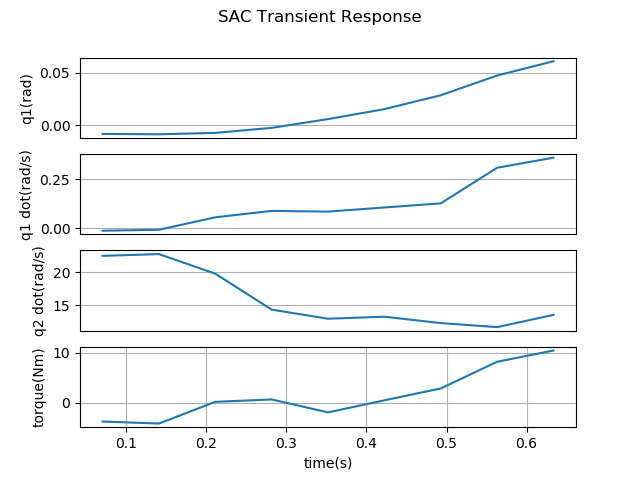 SAC Transient Response
q1(rad)
0.05
0.00
q1 dot(rad/s)
0.25
0.00
q2 dot(rad/s)
20
15
torque(Nm)
10
0
0.1 0.2 0.3 0.4 0.5 0.6
time(s)